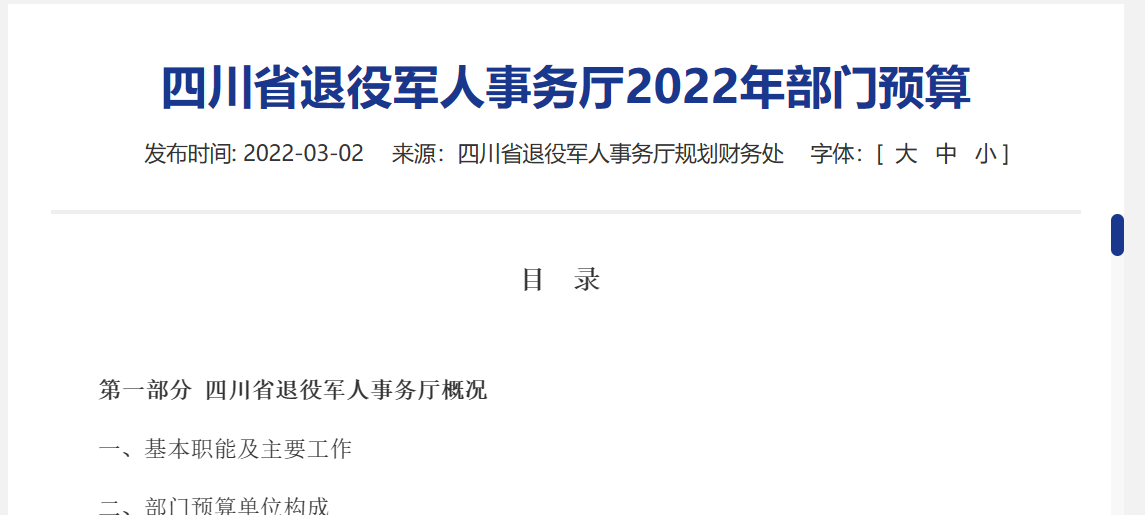 四川省退役军人事务厅2022年部门预算
发布时间: 2022-03-02 来源：四川省退役军人事务厅规划财务处 字体：[ 大 中 小 ]
目 录
第一部分 四川省退役军人事务厅概况
一、基本职能及主要工作
二、部门预算单位构成